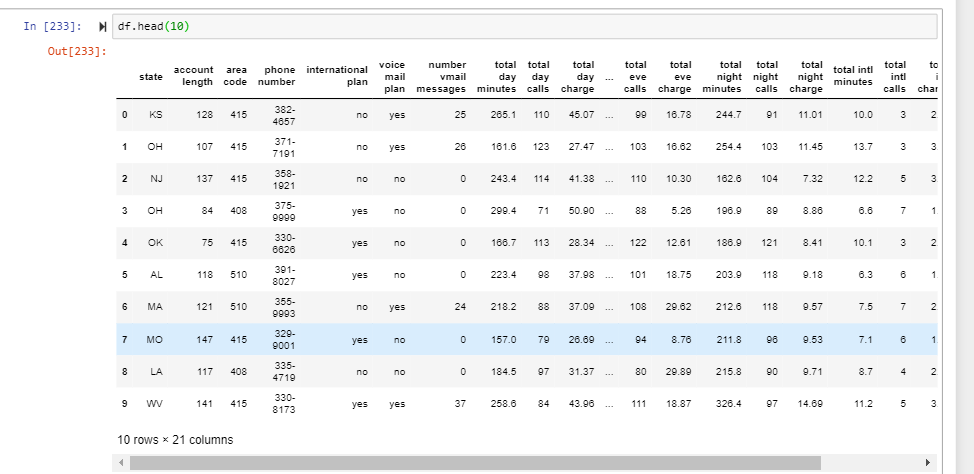 In [233]: df.head(10)
Out[233]:
state account length area code phone number international plan voice mail plan number vmail messages total day minutes total day calls total day charge ... total eve calls total eve charge total night minutes total night calls total night charge total intl minutes total intl calls
0 KS 128 415 382-4657 no yes 25 265.1 110 45.07 ... 99 16.78 244.7 91 11.01 10.0 3 2.
1 OH 107 415 371-7191 no yes 26 161.6 123 27.47 ... 103 16.62 254.4 103 11.45 13.7 3 3.
2 NJ 137 415 358-1921 no no 0 243.4 114 41.38 ... 110 10.30 162.6 104 7.32 12.2 5 3.
3 OH 84 408 375-9999 yes no 0 299.4 71 50.90 ... 88 5.26 196.9 89 8.86 6.6 7 1.
4 OK 75 415 330-6626 yes no 0 166.7 113 28.34 ... 122 12.61 186.9 121 8.41 10.1 3 2.
5 AL 118 510 391-8027 yes no 0 223.4 98 37.98 ... 101 18.75 203.9 118 9.18 6.3 6 1.
6 MA 121 510 355-9993 no yes 24 218.2 88 37.09 ... 108 29.62 212.6 118 9.57 7.5 7 2.
7 MO 147 415 329-9001 yes no 0 157.0 79 26.69 ... 94 8.76 211.8 96 9.53 7.1 6 1.
8 LA 117 408 335-4719 no no 0 184.5 97 31.37 ... 80 29.89 215.8 90 9.71 8.7 4 2.
9 WV 141 415 330-8173 yes yes 37 258.6 84 43.96 ... 111 18.87 326.4 97 14.69 11.2 5 3.
10 rows × 21 columns